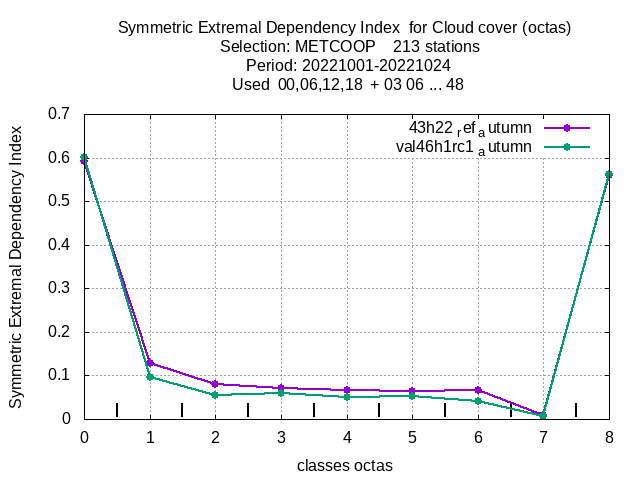 Symmetric Extremal Dependency Index for Cloud cover (octas)
Selection: METCOOP 213 stations
Period: 20221001-20221024
Used 00,06,12,18 + 03 06 ... 48
43h22 ref a utumn
val46h1rc1 a utumn
Symmetric Extremal Dependency Index
0.7
0.6
0.5
0.4
0.3
0.2
0.1
0
0 1 2 3 4 5 6 7 8
classes octas